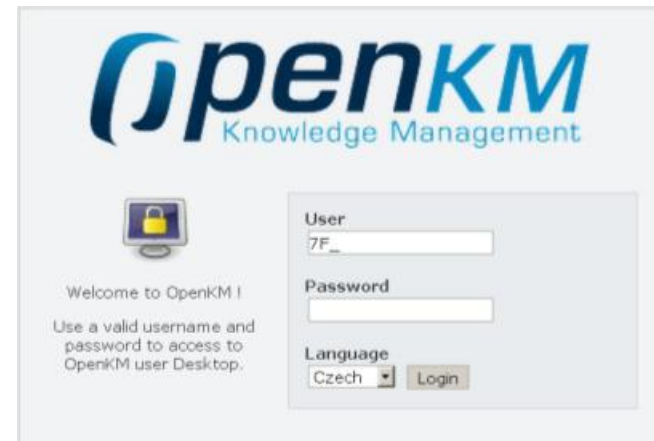 OpenKM
Knowledge Management
Welcome to OpenKM !
Use a valid username and
password to access to
OpenKM user Desktop.
User
7F_
Password
Language
Czech
Login